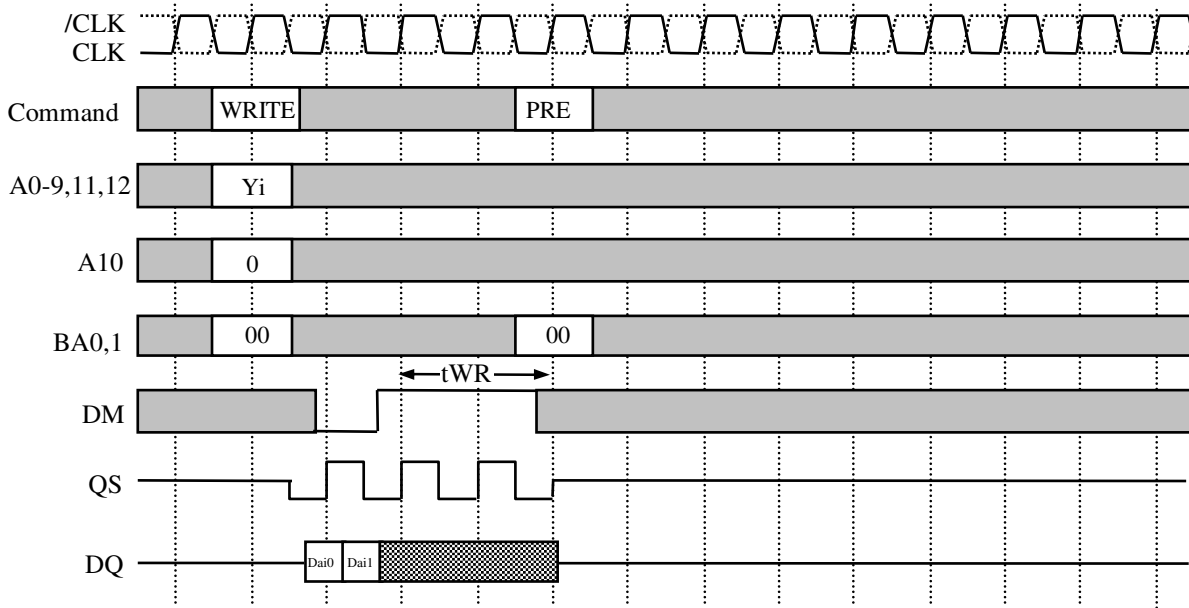 /CLK
CLK
Command WRITE PRE
A0-9,11,12 Yi
A10 0
BA0,1 00 00
tWR
DM
QS
DQ Dai0 Dai1